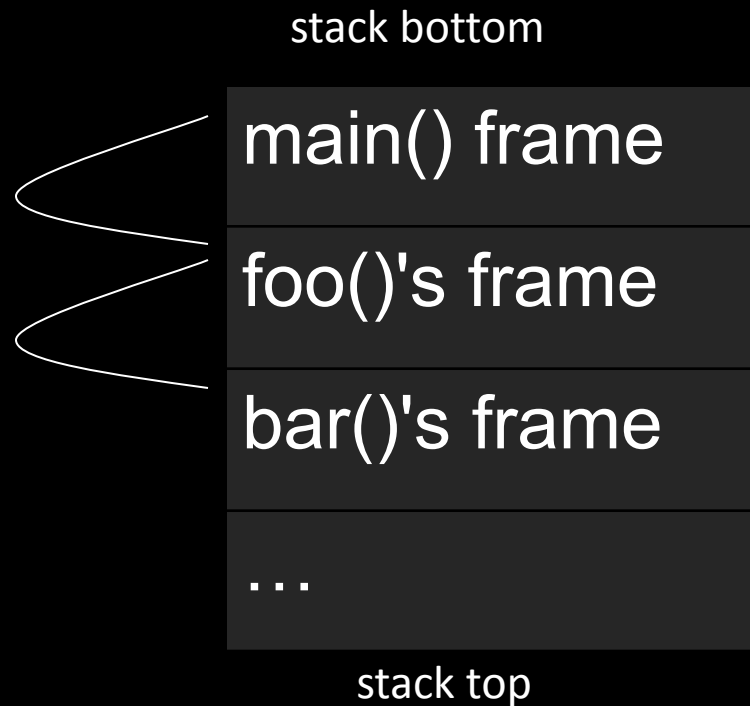 stack bottom
main() frame
foo()'s frame
bar()'s frame
…
stack top